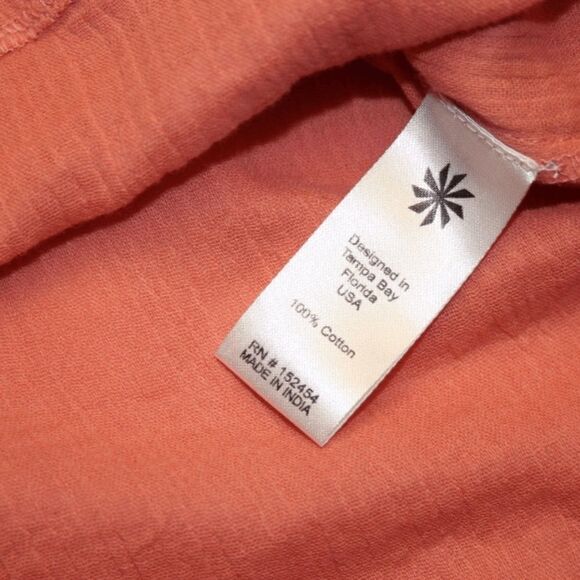 Designed in
Tampa Bay
Florida
USA
100% Cotton
RN # 152454
MADE IN INDIA